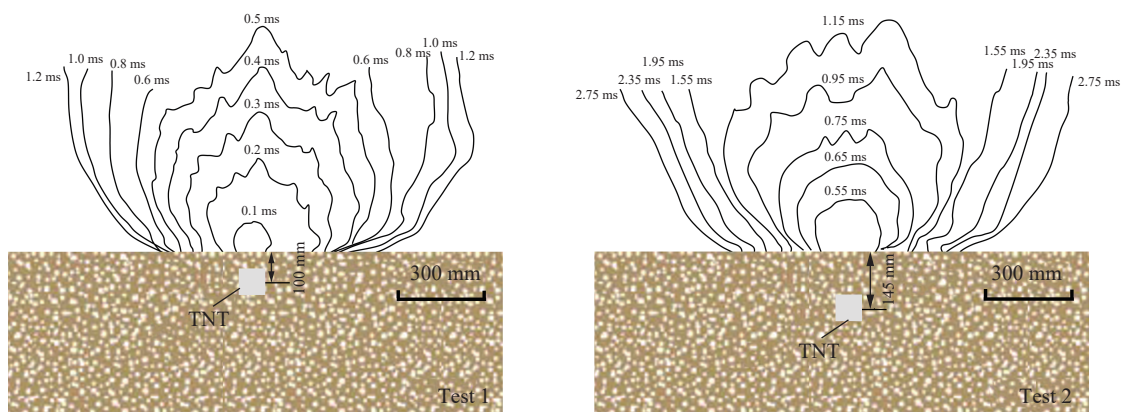 0.5 ms
0.4 ms
0.3 ms
0.2 ms
0.1 ms
1.2 ms
1.0 ms
0.8 ms
0.6 ms
0.6 ms
0.8 ms
1.0 ms
1.2 ms
100 mm
300 mm
TNT
Test 1
1.15 ms
0.95 ms
0.75 ms
0.65 ms
0.55 ms
2.75 ms
2.35 ms
1.95 ms
1.55 ms
1.55 ms
1.95 ms
2.35 ms
2.75 ms
145 mm
300 mm
TNT
Test 2